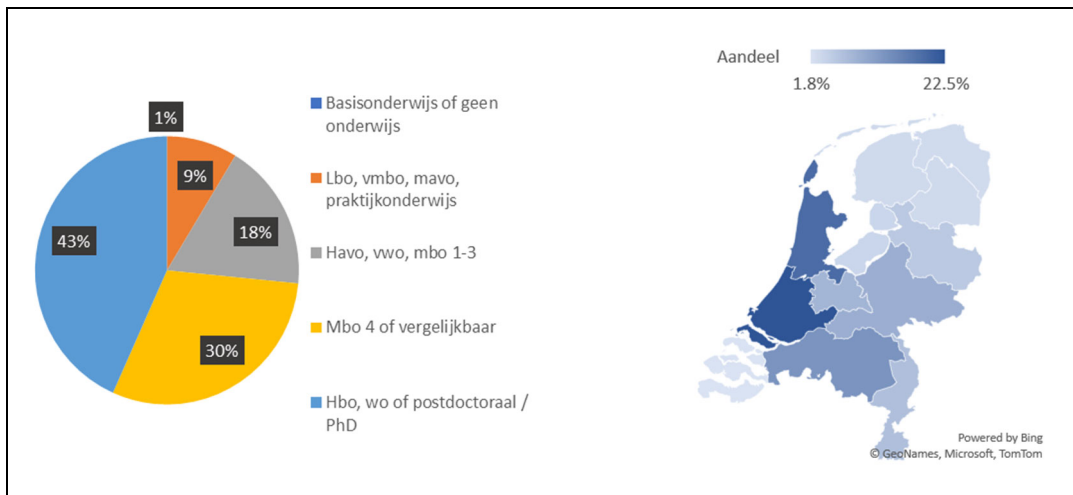 1%
9%
18%
30%
43%
Basisonderwijs of geen
onderwijs
Lbo, vmbo, mavo,
praktijkonderwijs
Havo, vwo, mbo 1-3
Mbo 4 of vergelijkbaar
Hbo, wo of postdoctoraal /
PhD
Aandeel
1.8% 22.5%
Powered by Bing
© GeoNames, Microsoft, TomTom